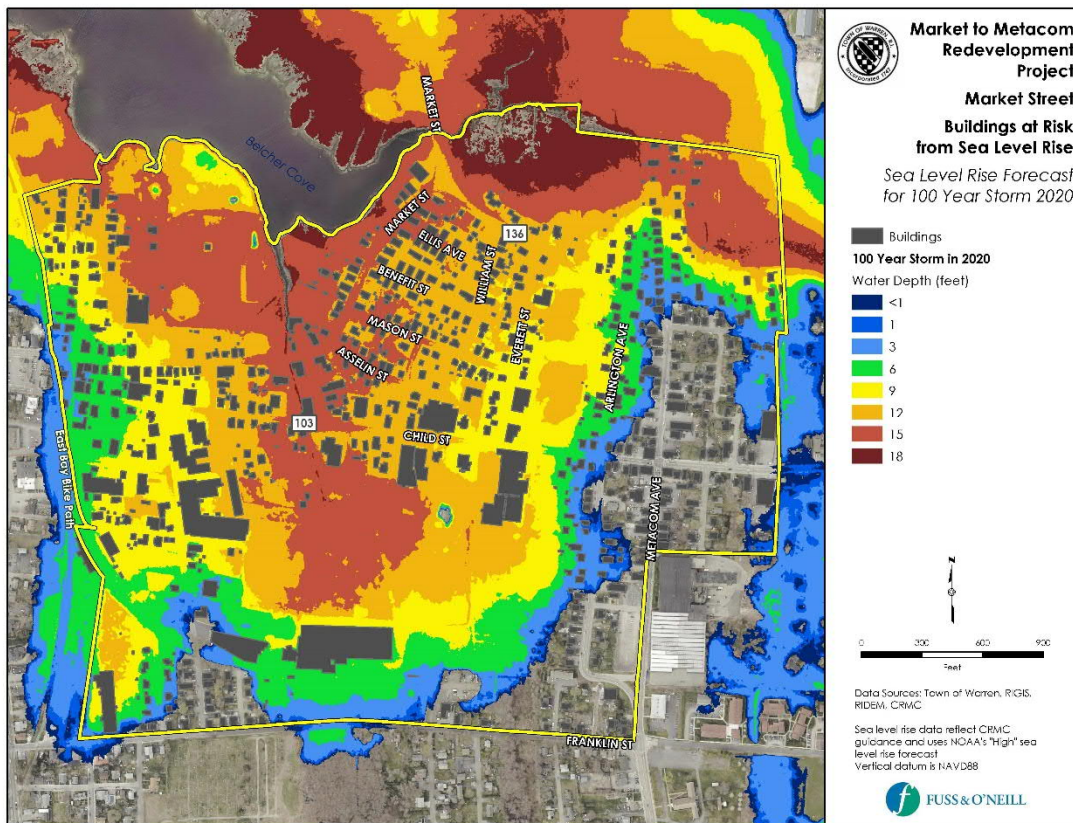 Market to Metacom
Redevelopment
Project
Market Street
Buildings at Risk
from Sea Level Rise
Sea Level Rise Forecast
for 100 Year Storm 2020
TOWN OF WARREN, R.I.
Buildings
100 Year Storm in 2020
Water Depth (feet)
<1
1
3
6
9
12
15
18
N
0 300 600 900
Feet
Data Sources: Town of Warren, RIGIS,
RIDEM, CRMC
Sea level rise data reflect CRMC
guidance and uses NOAA's "High" sea
level rise forecast
Vertical datum is NAVD88
f FUSS & O'NEILL
MARKET ST
Belcher Cove
MARKET ST
ELLIS AVE
136
WILLIAM ST
BENEFIT ST
MASON ST
EVERETT ST
ASSELIN ST
ARLINGTON AVE
103
CHILD ST
East Bay Bike Path
METACOM AVE
FRANKLIN ST